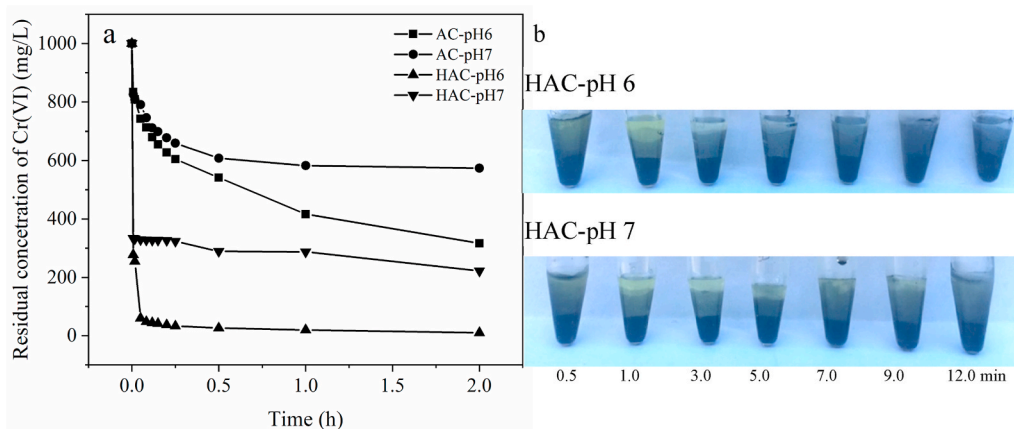 a
AC-pH6
AC-pH7
HAC-pH6
HAC-pH7
Residual concetration of Cr(VI) (mg/L)
1000
800
600
400
200
0
0.0 0.5 1.0 1.5 2.0
Time (h)
b
HAC-pH 6
HAC-pH 7
0.5 1.0 3.0 5.0 7.0 9.0 12.0 min